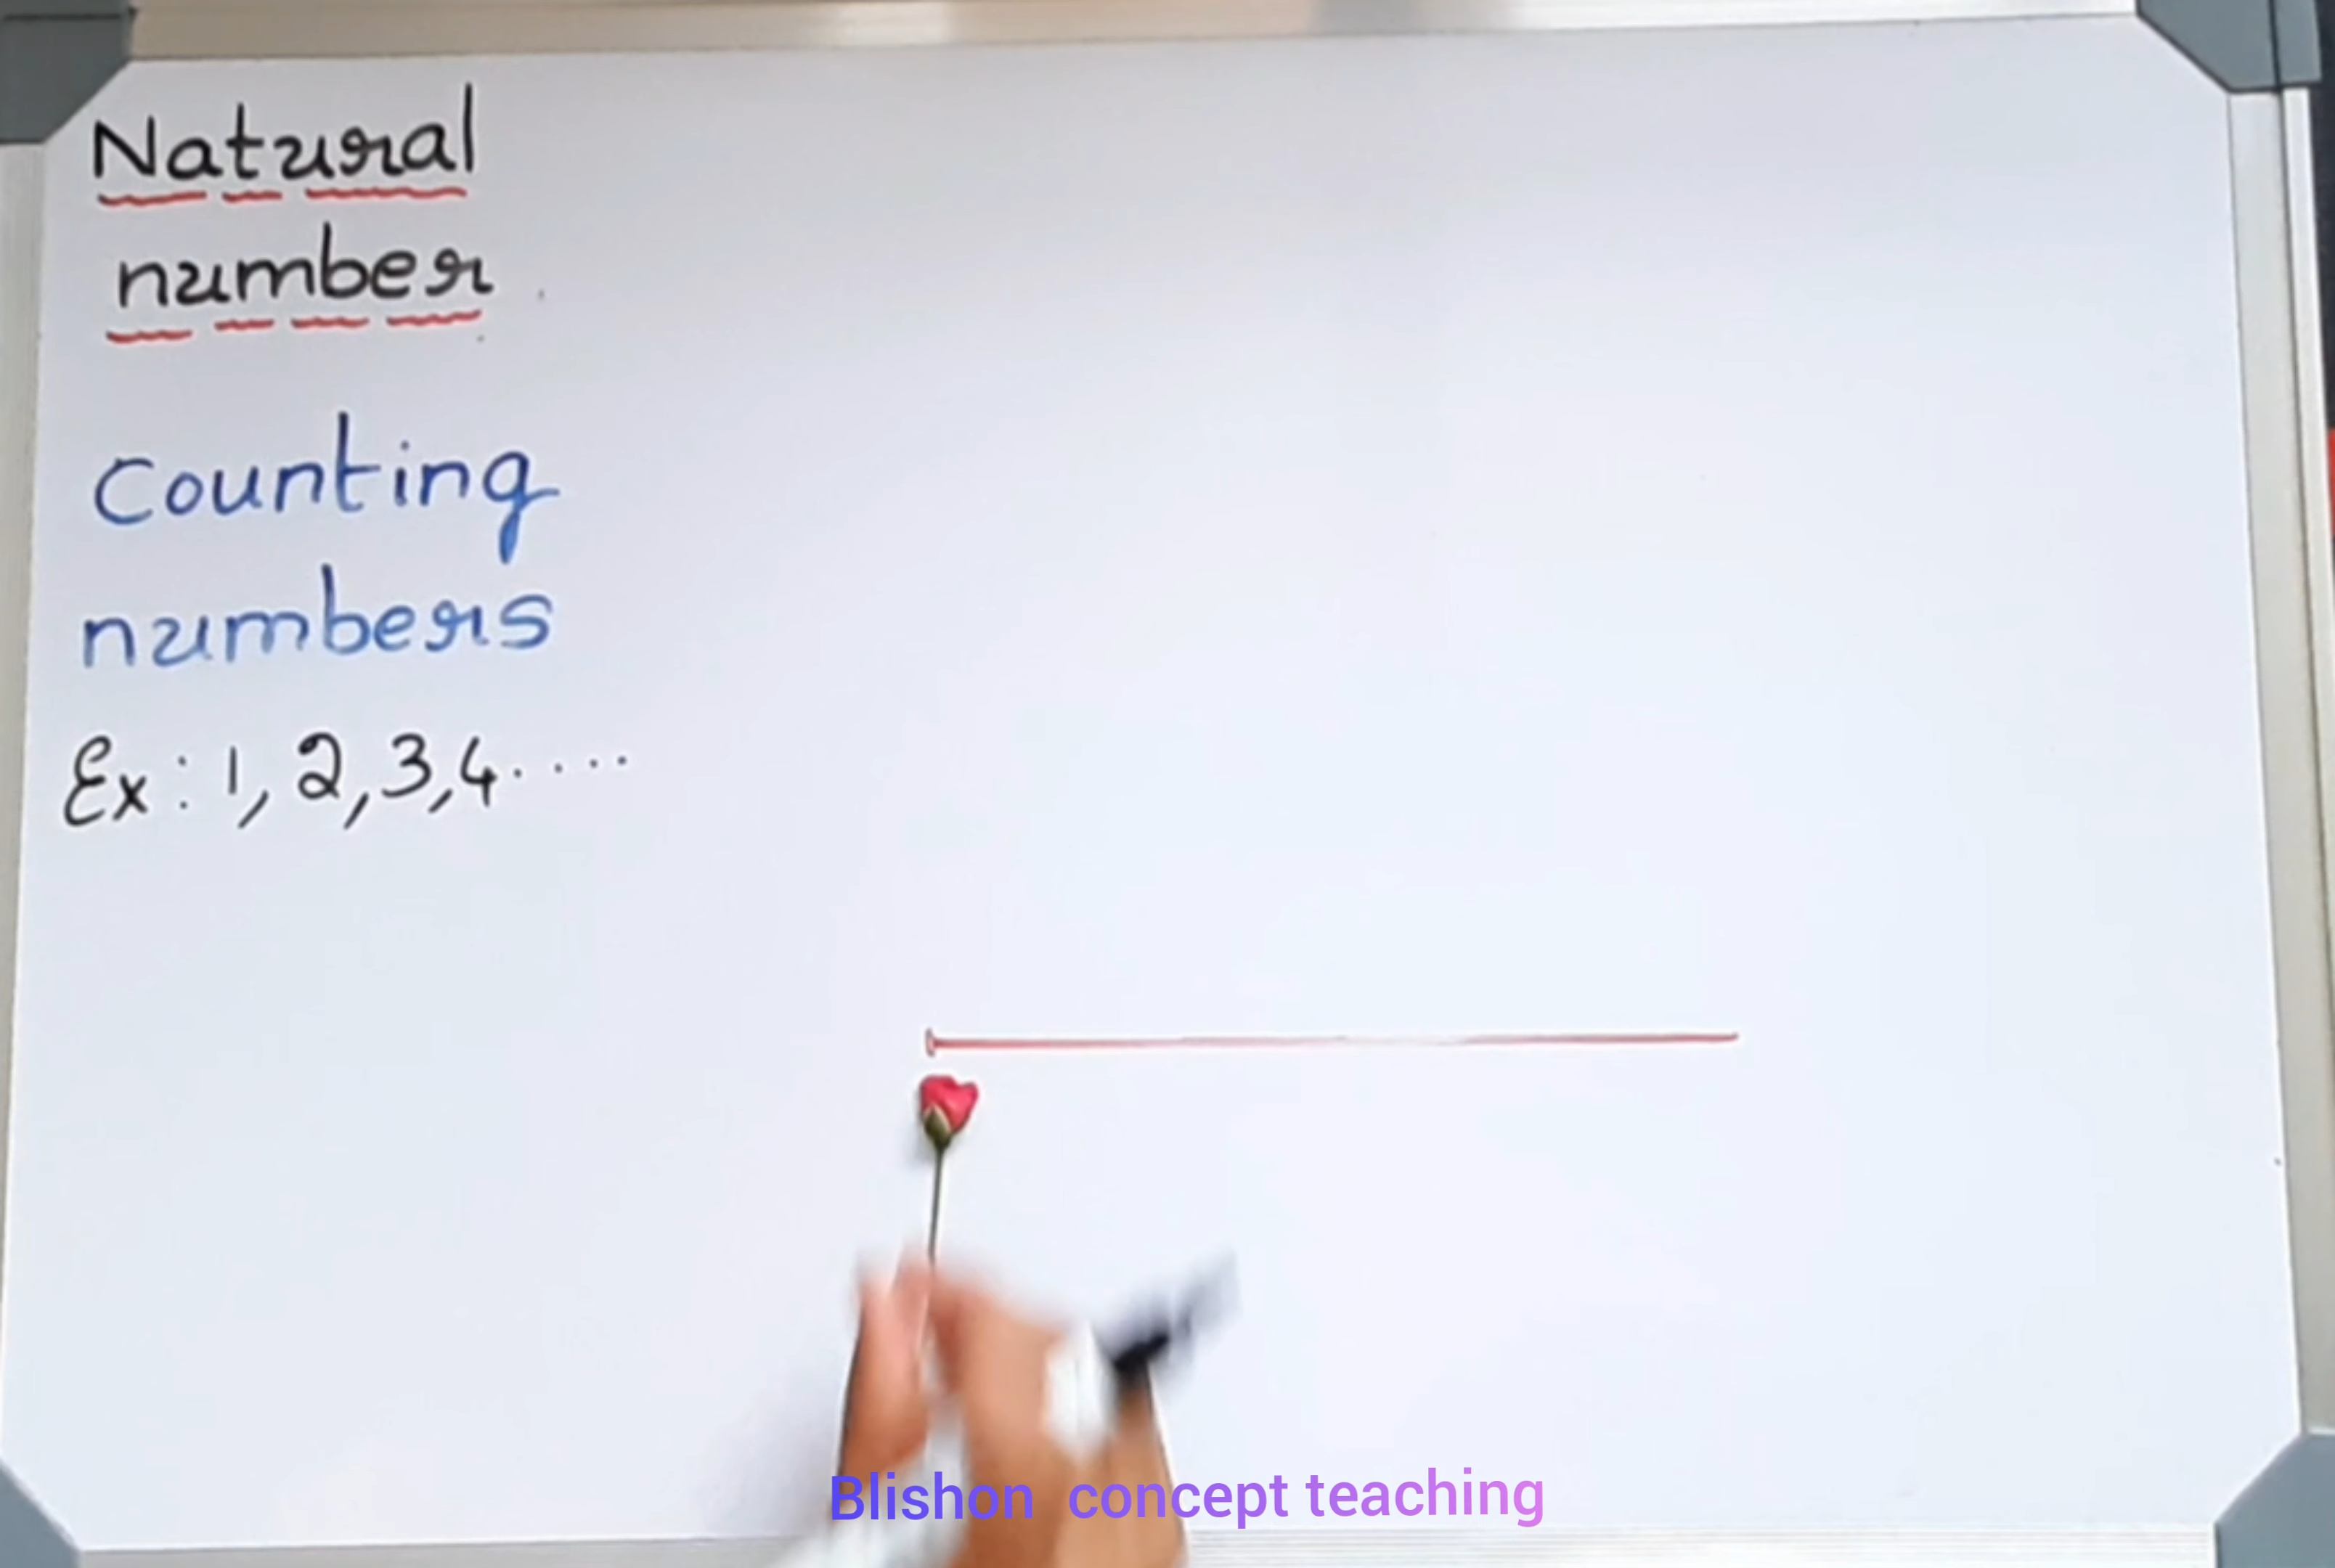 Natural
number
Counting
numbers
Ex : 1, 2, 3, 4 . . . .
Blishon concept teaching